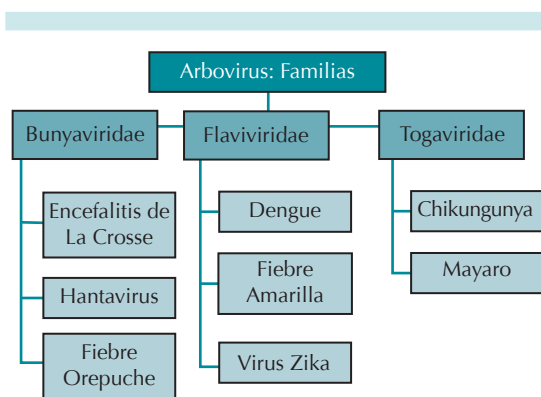 Arbovirus: Familias
Bunyaviridae
Flaviviridae
Togaviridae
Encefalitis de
La Crosse
Hantavirus
Fiebre
Orepuche
Dengue
Fiebre
Amarilla
Virus Zika
Chikungunya
Mayaro